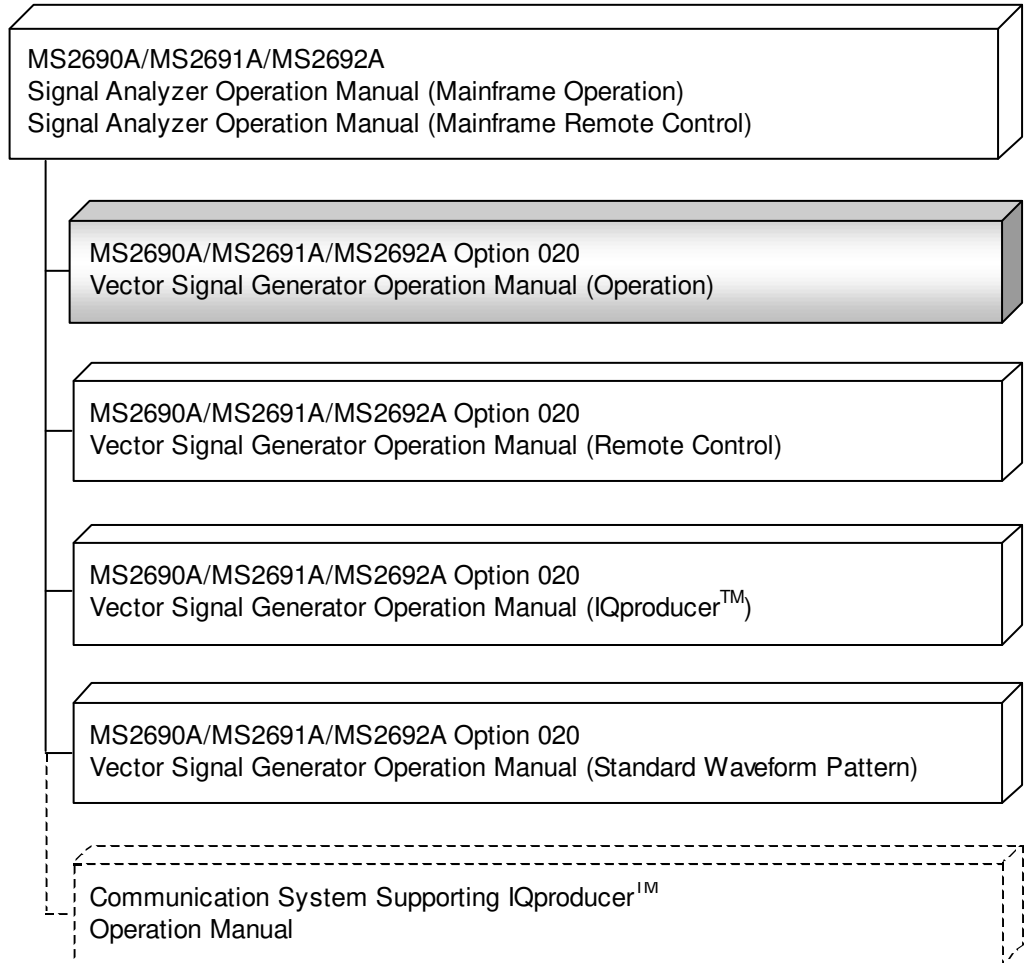 MS2690A/MS2691A/MS2692A
Signal Analyzer Operation Manual (Mainframe Operation)
Signal Analyzer Operation Manual (Mainframe Remote Control)
MS2690A/MS2691A/MS2692A Option 020
Vector Signal Generator Operation Manual (Operation)
MS2690A/MS2691A/MS2692A Option 020
Vector Signal Generator Operation Manual (Remote Control)
MS2690A/MS2691A/MS2692A Option 020
Vector Signal Generator Operation Manual (IQproducer™)
MS2690A/MS2691A/MS2692A Option 020
Vector Signal Generator Operation Manual (Standard Waveform Pattern)
Communication System Supporting IQproducer™
Operation Manual